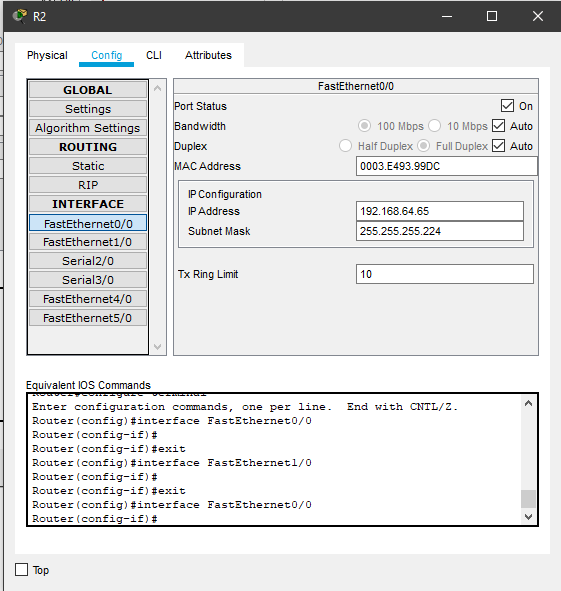 R2
Physical Config CLI Attributes
GLOBAL
Settings
Algorithm Settings
ROUTING
Static
RIP
INTERFACE
FastEthernet0/0
FastEthernet1/0
Serial2/0
Serial3/0
FastEthernet4/0
FastEthernet5/0
FastEthernet0/0
Port Status On
Bandwidth 100 Mbps 10 Mbps Auto
Duplex Half Duplex Full Duplex Auto
MAC Address 0003.E493.99DC
IP Configuration
IP Address 192.168.64.65
Subnet Mask 255.255.255.224
Tx Ring Limit 10
Equivalent IOS Commands
Router#configure terminal
Enter configuration commands, one per line. End with CNTL/Z.
Router(config)#interface FastEthernet0/0
Router(config-if)#
Router(config-if)#exit
Router(config)#interface FastEthernet1/0
Router(config-if)#
Router(config-if)#exit
Router(config)#interface FastEthernet0/0
Router(config-if)#
Top